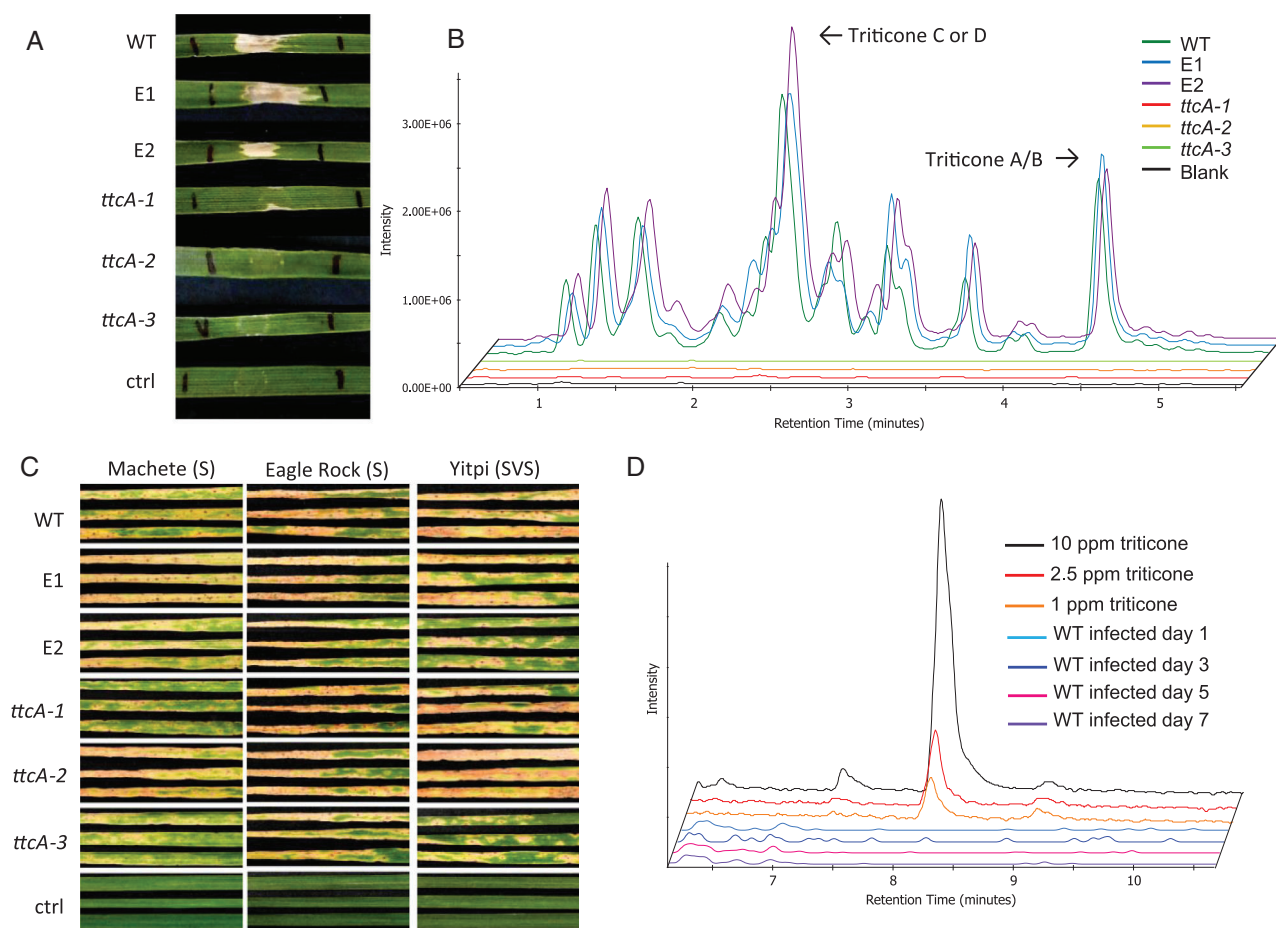 A
WT
E1
E2
ttcA-1
ttcA-2
ttcA-3
ctrl
B
← Triticone C or D
Triticone A/B →
WT
E1
E2
ttcA-1
ttcA-2
ttcA-3
Blank
Intensity
3.00E+06
2.00E+06
1.00E+06
0.00E+00
1 2 3 4 5
Retention Time (minutes)
C
Machete (S) Eagle Rock (S) Yitpi (SVS)
WT
E1
E2
ttcA-1
ttcA-2
ttcA-3
ctrl
D
10 ppm triticone
2.5 ppm triticone
1 ppm triticone
WT infected day 1
WT infected day 3
WT infected day 5
WT infected day 7
Intensity
7 8 9 10
Retention Time (minutes)